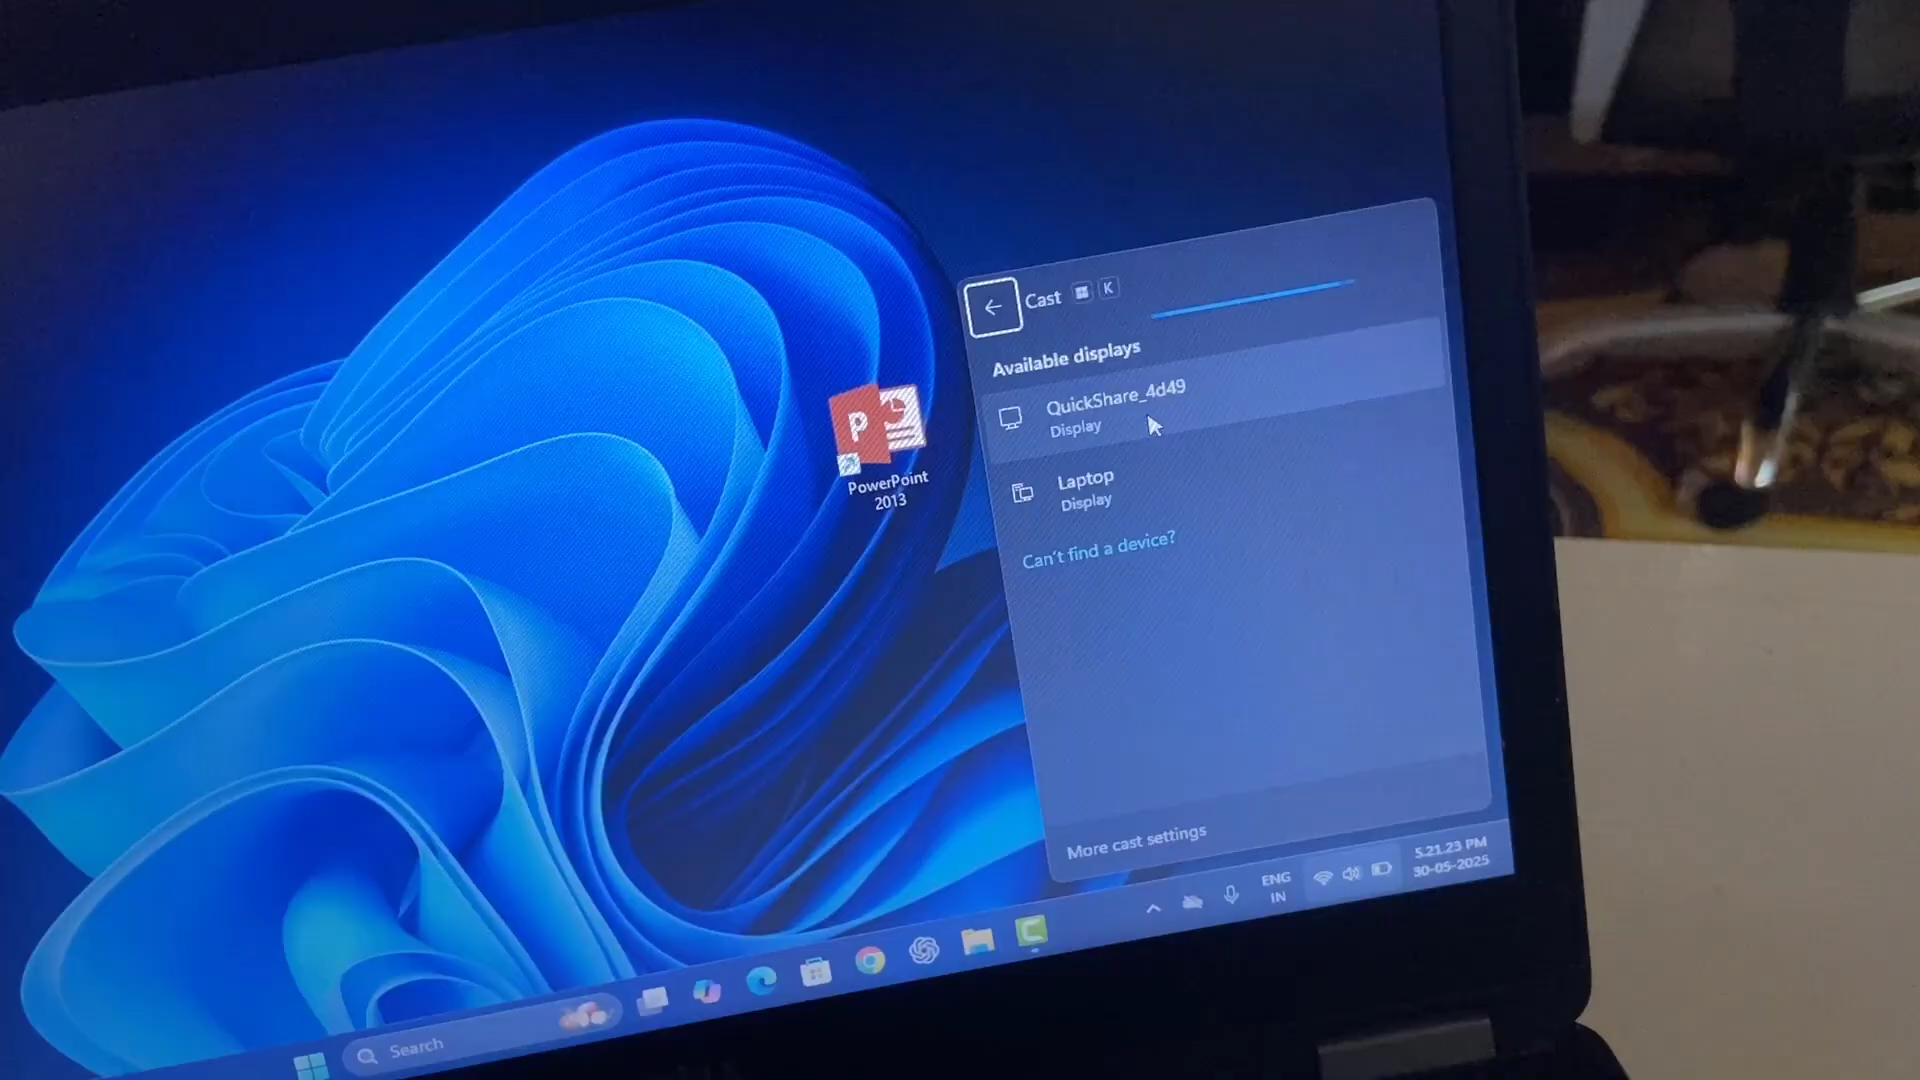 Cast K
Available displays
QuickShare_4d49
Display
Laptop
Display
Can't find a device?
More cast settings
P
PowerPoint
2013
Search
ENG
IN
5.21.23 PM
30-05-2025